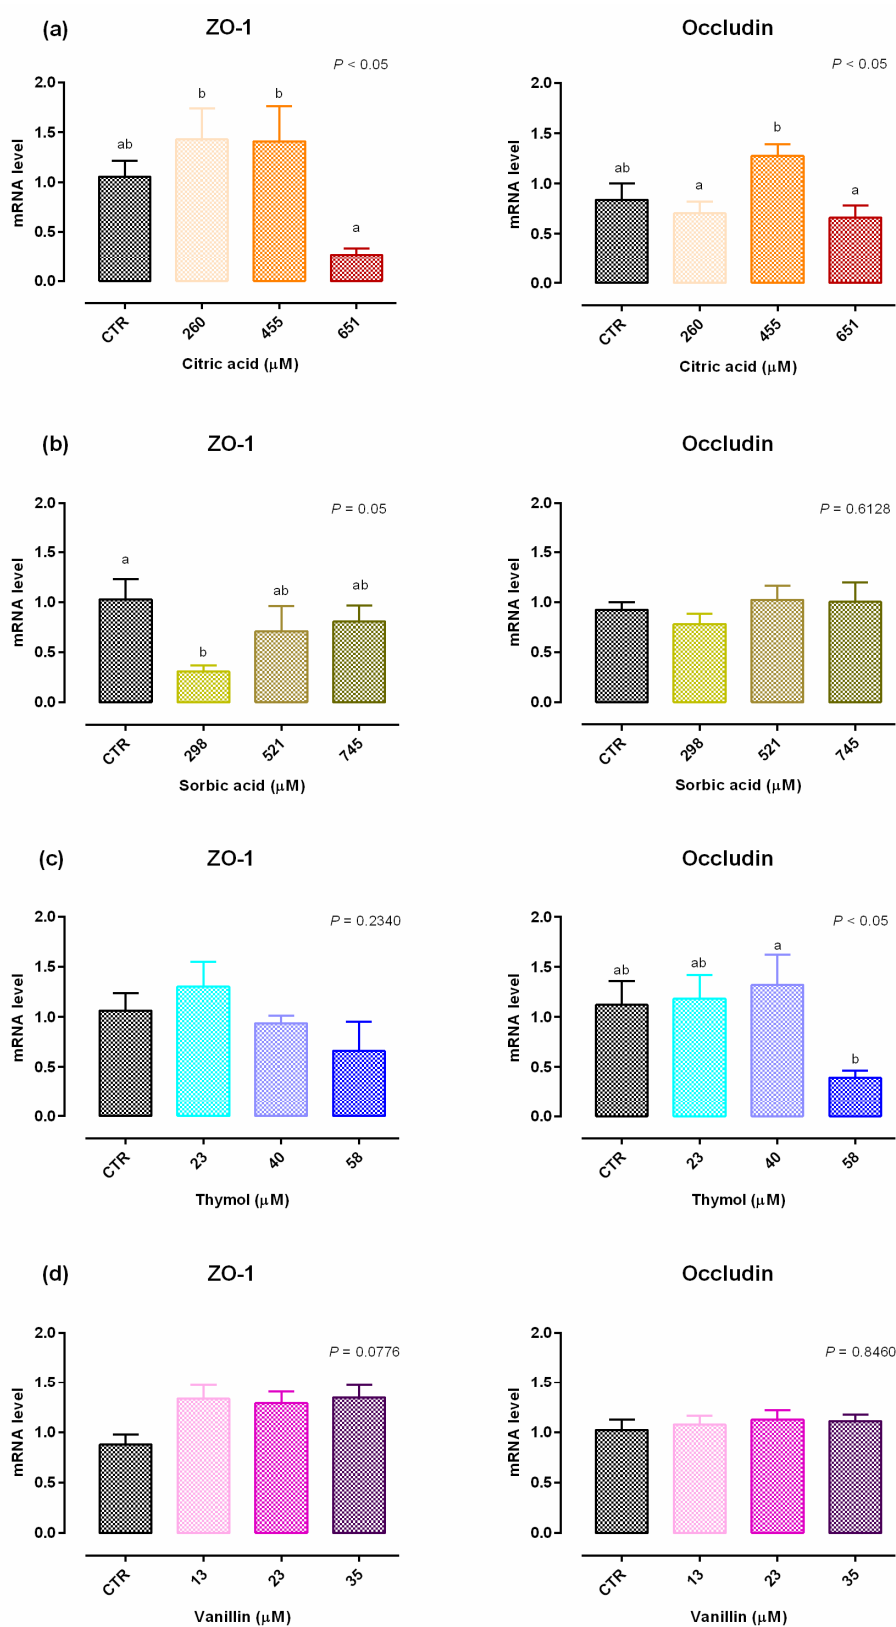 (a) ZO-1 Occludin
P < 0.05 P < 0.05
2.0 2.0
b b
1.5 b
ab 1.5
mRNA level mRNA level
ab
1.0 1.0 a a
a
0.5 0.5
0.0 0.0
CTR 260 455 651 CTR 260 455 651
Citric acid (μM) Citric acid (μM)
(b) ZO-1 Occludin
2.0 P = 0.05 2.0 P = 0.6128
1.5 a 1.5
ab ab
mRNA level mRNA level
1.0 1.0
b
0.5 0.5
0.0 0.0
CTR 298 521 745 CTR 298 521 745
Sorbic acid (μM) Sorbic acid (μM)
(c) ZO-1 Occludin
2.0 P = 0.2340 2.0 P < 0.05
ab ab a
1.5 1.5
mRNA level mRNA level
1.0 1.0
b
0.5 0.5
0.0 0.0
CTR 23 40 58 CTR 23 40 58
Thymol (μM) Thymol (μM)
(d) ZO-1 Occludin
2.0 2.0
P = 0.0776 P = 0.8460
1.5 1.5
mRNA level mRNA level
1.0 1.0
0.5 0.5
0.0 0.0
CTR 13 23 35 CTR 13 23 35
Vanillin (μM) Vanillin (μM)